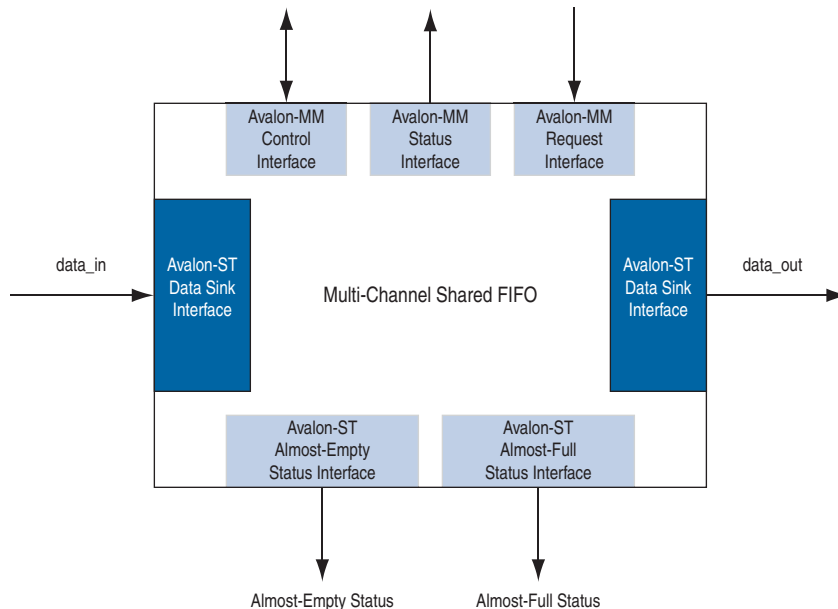 Avalon-MM
Control
Interface
Avalon-MM
Status
Interface
Avalon-MM
Request
Interface
data_in
Avalon-ST
Data Sink
Interface
Multi-Channel Shared FIFO
Avalon-ST
Data Sink
Interface
data_out
Avalon-ST
Almost-Empty
Status Interface
Avalon-ST
Almost-Full
Status Interface
Almost-Empty Status
Almost-Full Status